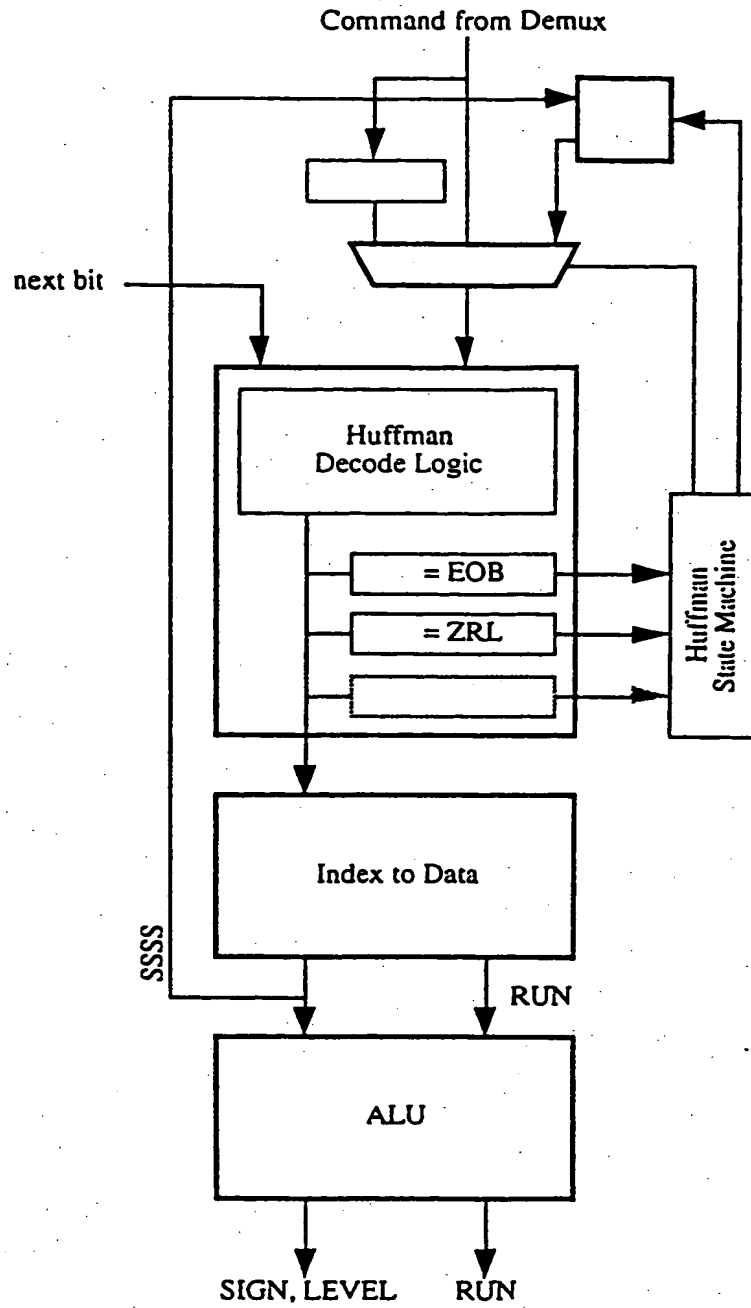 Command from Demux
next bit
Huffman
Decode Logic
= EOB
= ZRL
Huffman
State Machine
Index to Data
SSSS
RUN
ALU
SIGN, LEVEL
RUN